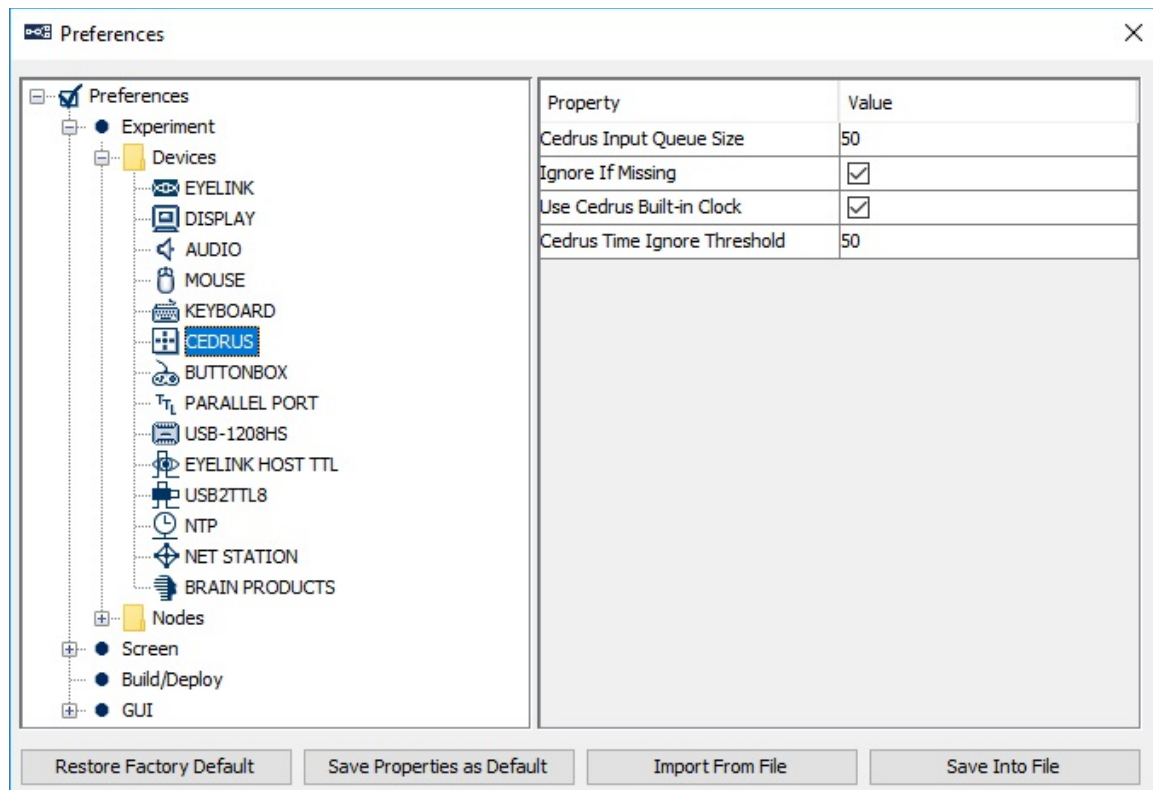 Preferences
Preferences
Experiment
Devices
EYELINK
DISPLAY
AUDIO
MOUSE
KEYBOARD
CEDRUS
BUTTONBOX
TTL PARALLEL PORT
USB-1208HS
EYELINK HOST TTL
USB2TTL8
NTP
NET STATION
BRAIN PRODUCTS
Nodes
Screen
Build/Deploy
GUI
Property Value
Cedrus Input Queue Size 50
Ignore If Missing
Use Cedrus Built-in Clock
Cedrus Time Ignore Threshold 50
Restore Factory Default Save Properties as Default Import From File Save Into File